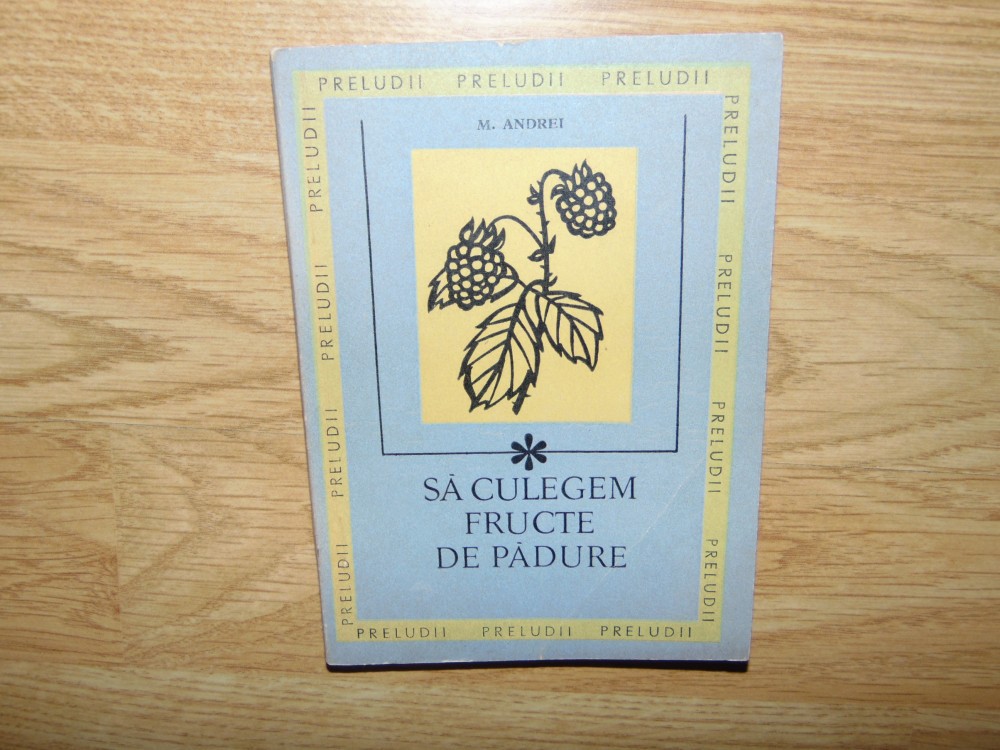 PRELUDII PRELUDII PRELUDII
M. ANDREI
SĂ CULEGEM
FRUCTE
DE PĂDURE
PRELUDII
PRELUDII
PRELUDII
PRELUDII
PRELUDII
PRELUDII
PRELUDII
PRELUDII
PRELUDII PRELUDII PRELUDII